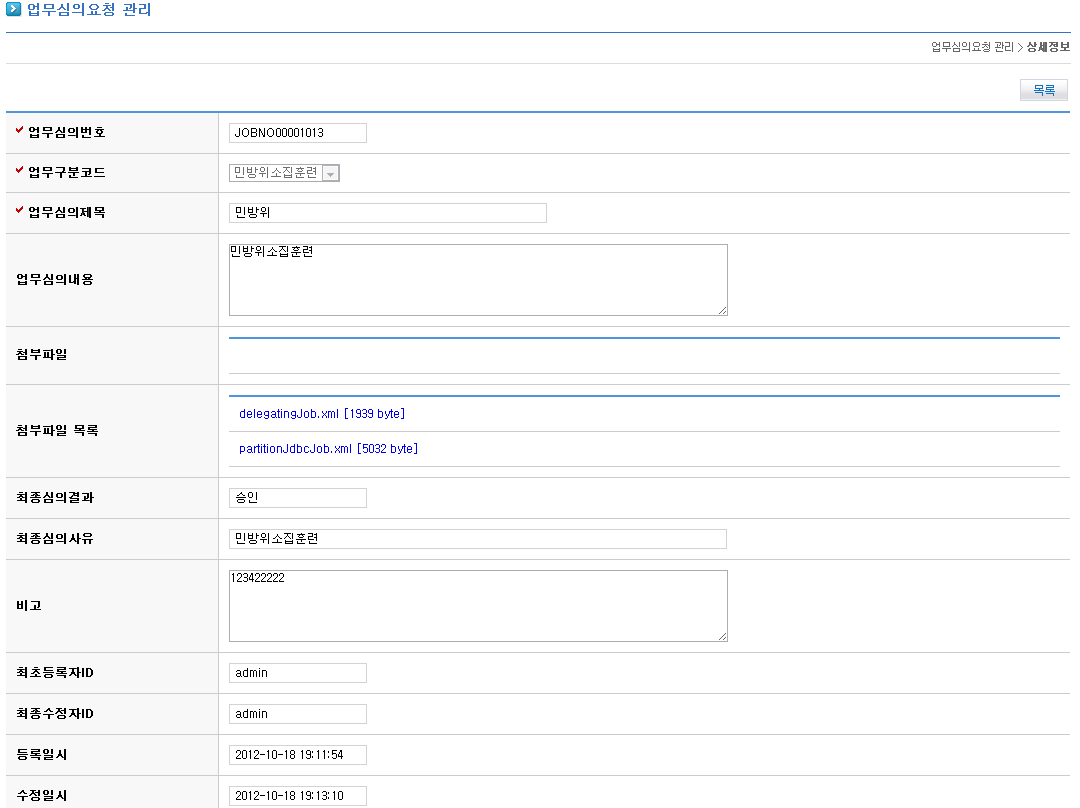 업무심의요청 관리
업무심의요청 관리 > 상세정보
목록
업무심의번호 JOBNO00001013
업무구분코드 민방위소집훈련
업무심의제목 민방위
업무심의내용 민방위소집훈련
첨부파일
첨부파일 목록
delegatingJob.xml [1939 byte]
partitionJdbcJob.xml [5032 byte]
최종심의결과 승인
최종심의사유 민방위소집훈련
비고 123422222
최초등록자ID admin
최종수정자ID admin
등록일시 2012-10-18 19:11:54
수정일시 2012-10-18 19:13:10